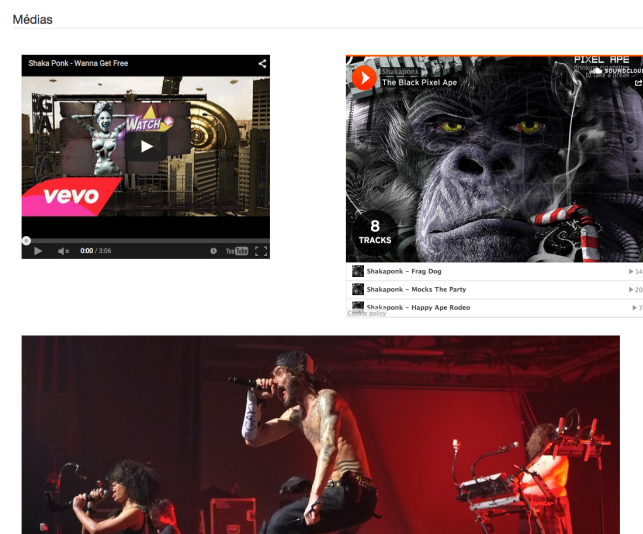 Médias
Shaka Ponk - Wanna Get Free
WATCH
vevo
0:00 / 3:06
YouTube
PIXEL APE
SOUNDCLOUD
Shakaponk
The Black Pixel Ape
8
TRACKS
Shakaponk - Frag Dog
14
Shakaponk - Mocks The Party
20
Shakaponk - Happy Ape Rodeo
7
Cookie policy